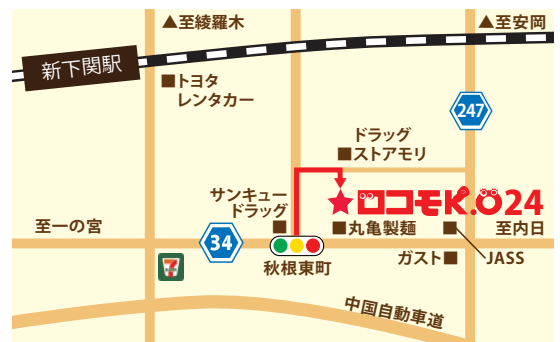 ▲至綾羅木
▲至安岡
新下関駅
■トヨタ
レンタカー
247
ドラッグ
■ストアモリ
サンキュー
ドラッグ
■
★ロコモK.O24
至一の宮
34
■丸亀製麺
■
至内日
秋根東町
ガスト■
JASS
7
中国自動車道